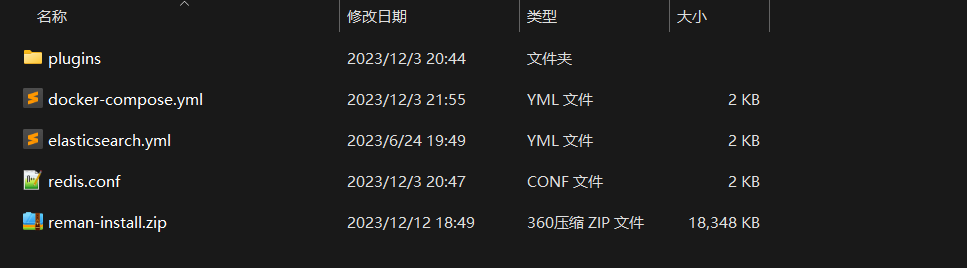 名称 修改日期 类型 大小
plugins 2023/12/3 20:44 文件夹
docker-compose.yml 2023/12/3 21:55 YML 文件 2 KB
elasticsearch.yml 2023/6/24 19:49 YML 文件 2 KB
redis.conf 2023/12/3 20:47 CONF 文件 2 KB
reman-install.zip 2023/12/12 18:49 360压缩 ZIP 文件 18,348 KB